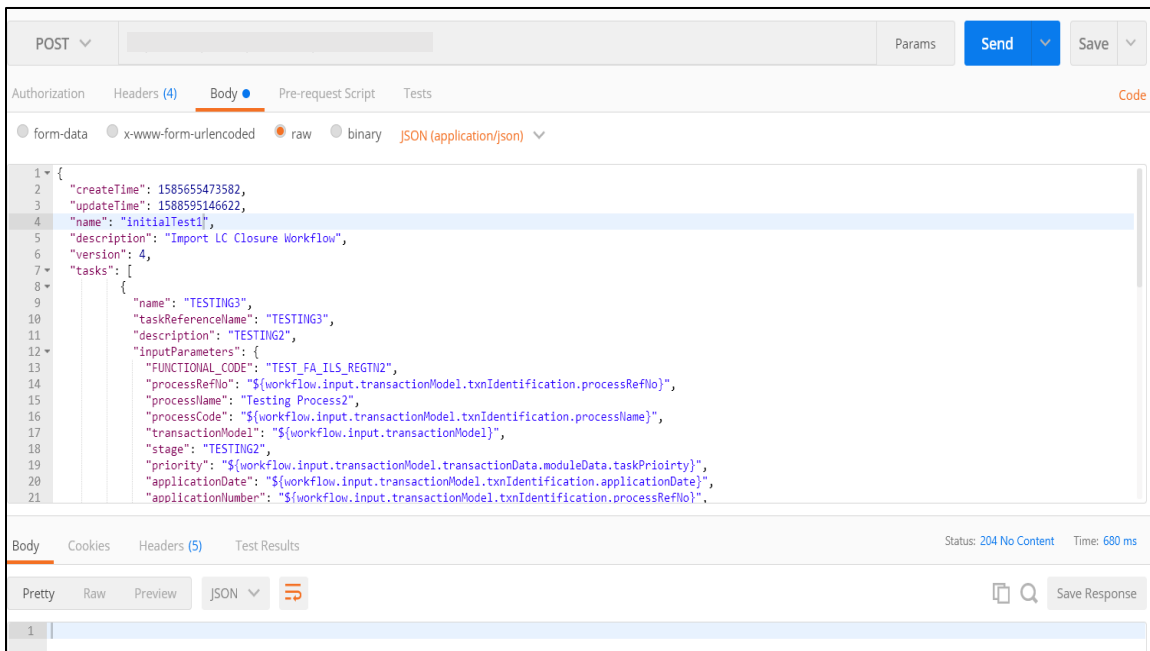 POST Params Send Save
Authorization Headers (4) Body Pre-request Script Tests Code
form-data x-www-form-urlencoded raw binary JSON (application/json)
1 {
2 "createTime": 1585655473582,
3 "updateTime": 1588595146622,
4 "name": "initialTest1",
5 "description": "Import LC Closure Workflow",
6 "version": 4,
7 "tasks": [
8 {
9 "name": "TESTING3",
10 "taskReferenceName": "TESTING3",
11 "description": "TESTING2",
12 "inputParameters": {
13 "FUNCTIONAL_CODE": "TEST_FA_ILS_REGTN2",
14 "processRefNo": "${workflow.input.transactionModel.txnIdentification.processRefNo}",
15 "processName": "Testing Process2",
16 "processCode": "${workflow.input.transactionModel.txnIdentification.processName}",
17 "transactionModel": "${workflow.input.transactionModel}",
18 "stage": "TESTING2",
19 "priority": "${workflow.input.transactionModel.transactionData.moduleData.taskPrioirty}",
20 "applicationDate": "${workflow.input.transactionModel.txnIdentification.applicationDate}",
21 "applicationNumber": "${workflow.input.transactionModel.txnIdentification.processRefNo}",
Body Cookies Headers (5) Test Results Status: 204 No Content Time: 680 ms
Pretty Raw Preview JSON Save Response
1